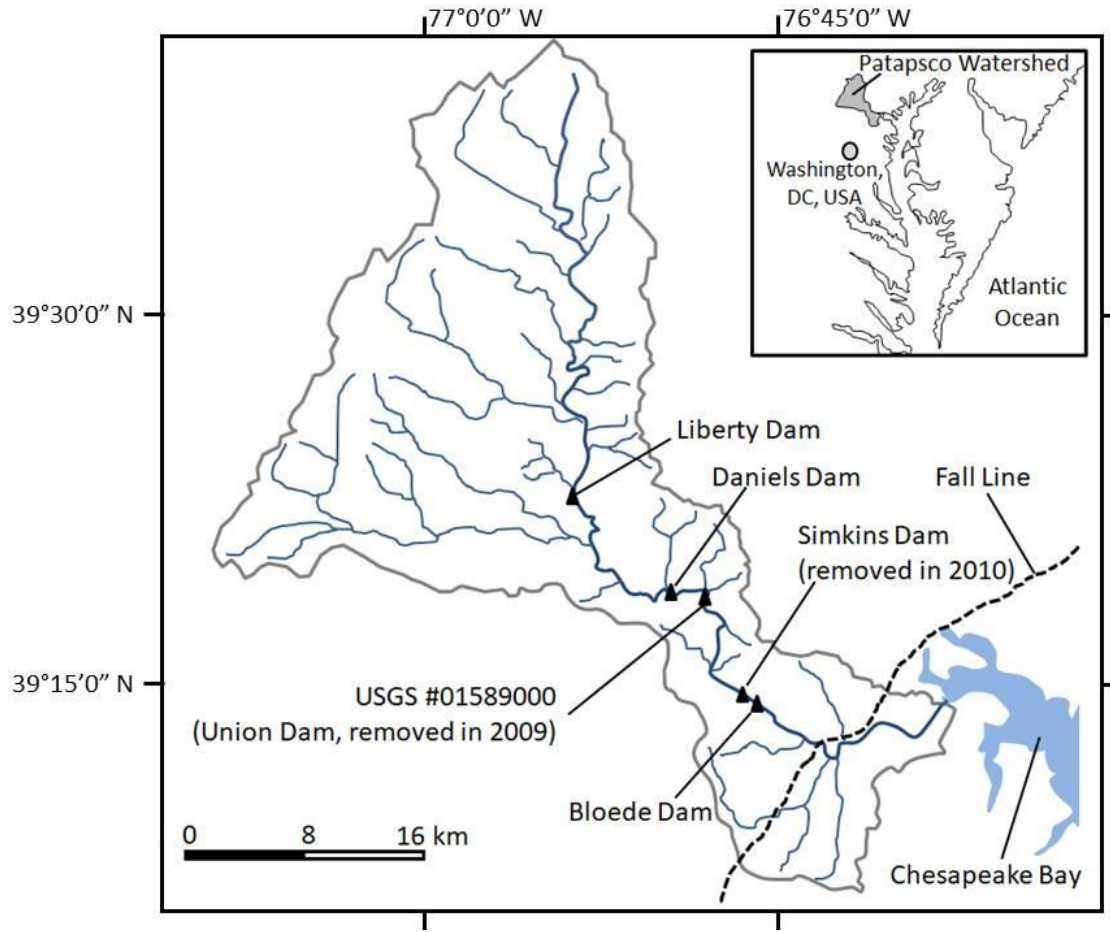 77°0’0” W
76°45’0” W
Patapsco Watershed
Washington,
DC, USA
Atlantic
Ocean
39°30’0” N
Liberty Dam
Daniels Dam
Fall Line
Simkins Dam
(removed in 2010)
39°15’0” N
USGS #01589000
(Union Dam, removed in 2009)
Bloede Dam
0 8 16 km
Chesapeake Bay